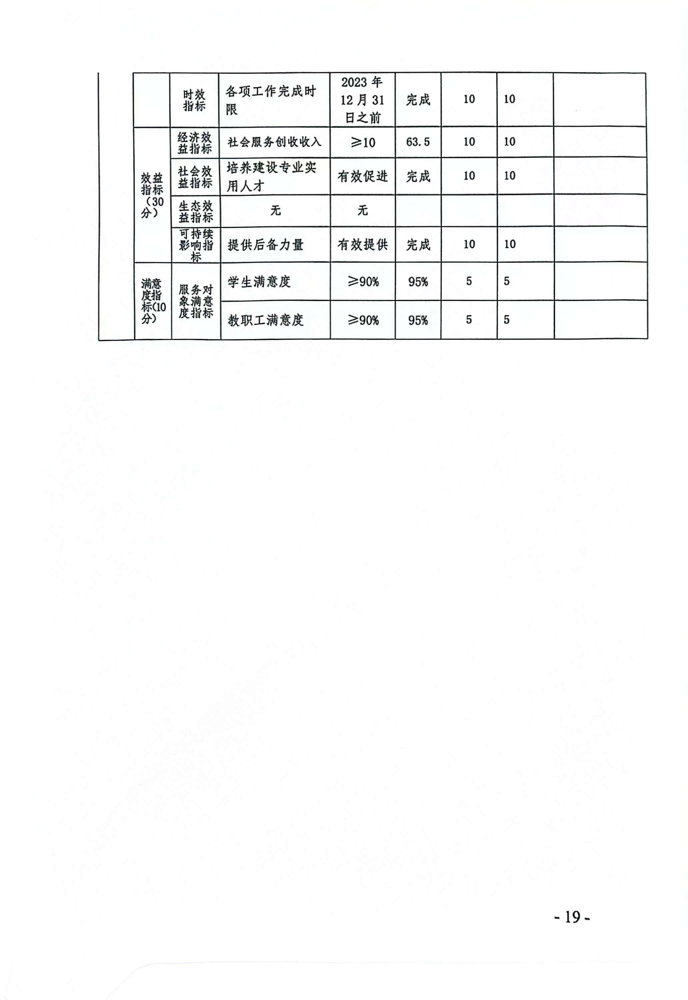 时效
指标
各项工作完成时
限
2023 年
12 月 31
日之前
完成
10
10
效益
指标
（30
分）
经济效
益指标
社会服务创收收入
≥10
63.5
10
10
社会效
益指标
培养建设专业实
用人才
有效促进
完成
10
10
生态效
益指标
无
无
可持续
影响指
标
提供后备力量
有效提供
完成
10
10
满意
度指
标(10
分)
服务对
象满意
度指标
学生满意度
≥90%
95%
5
5
教职工满意度
≥90%
95%
5
5
- 19 -